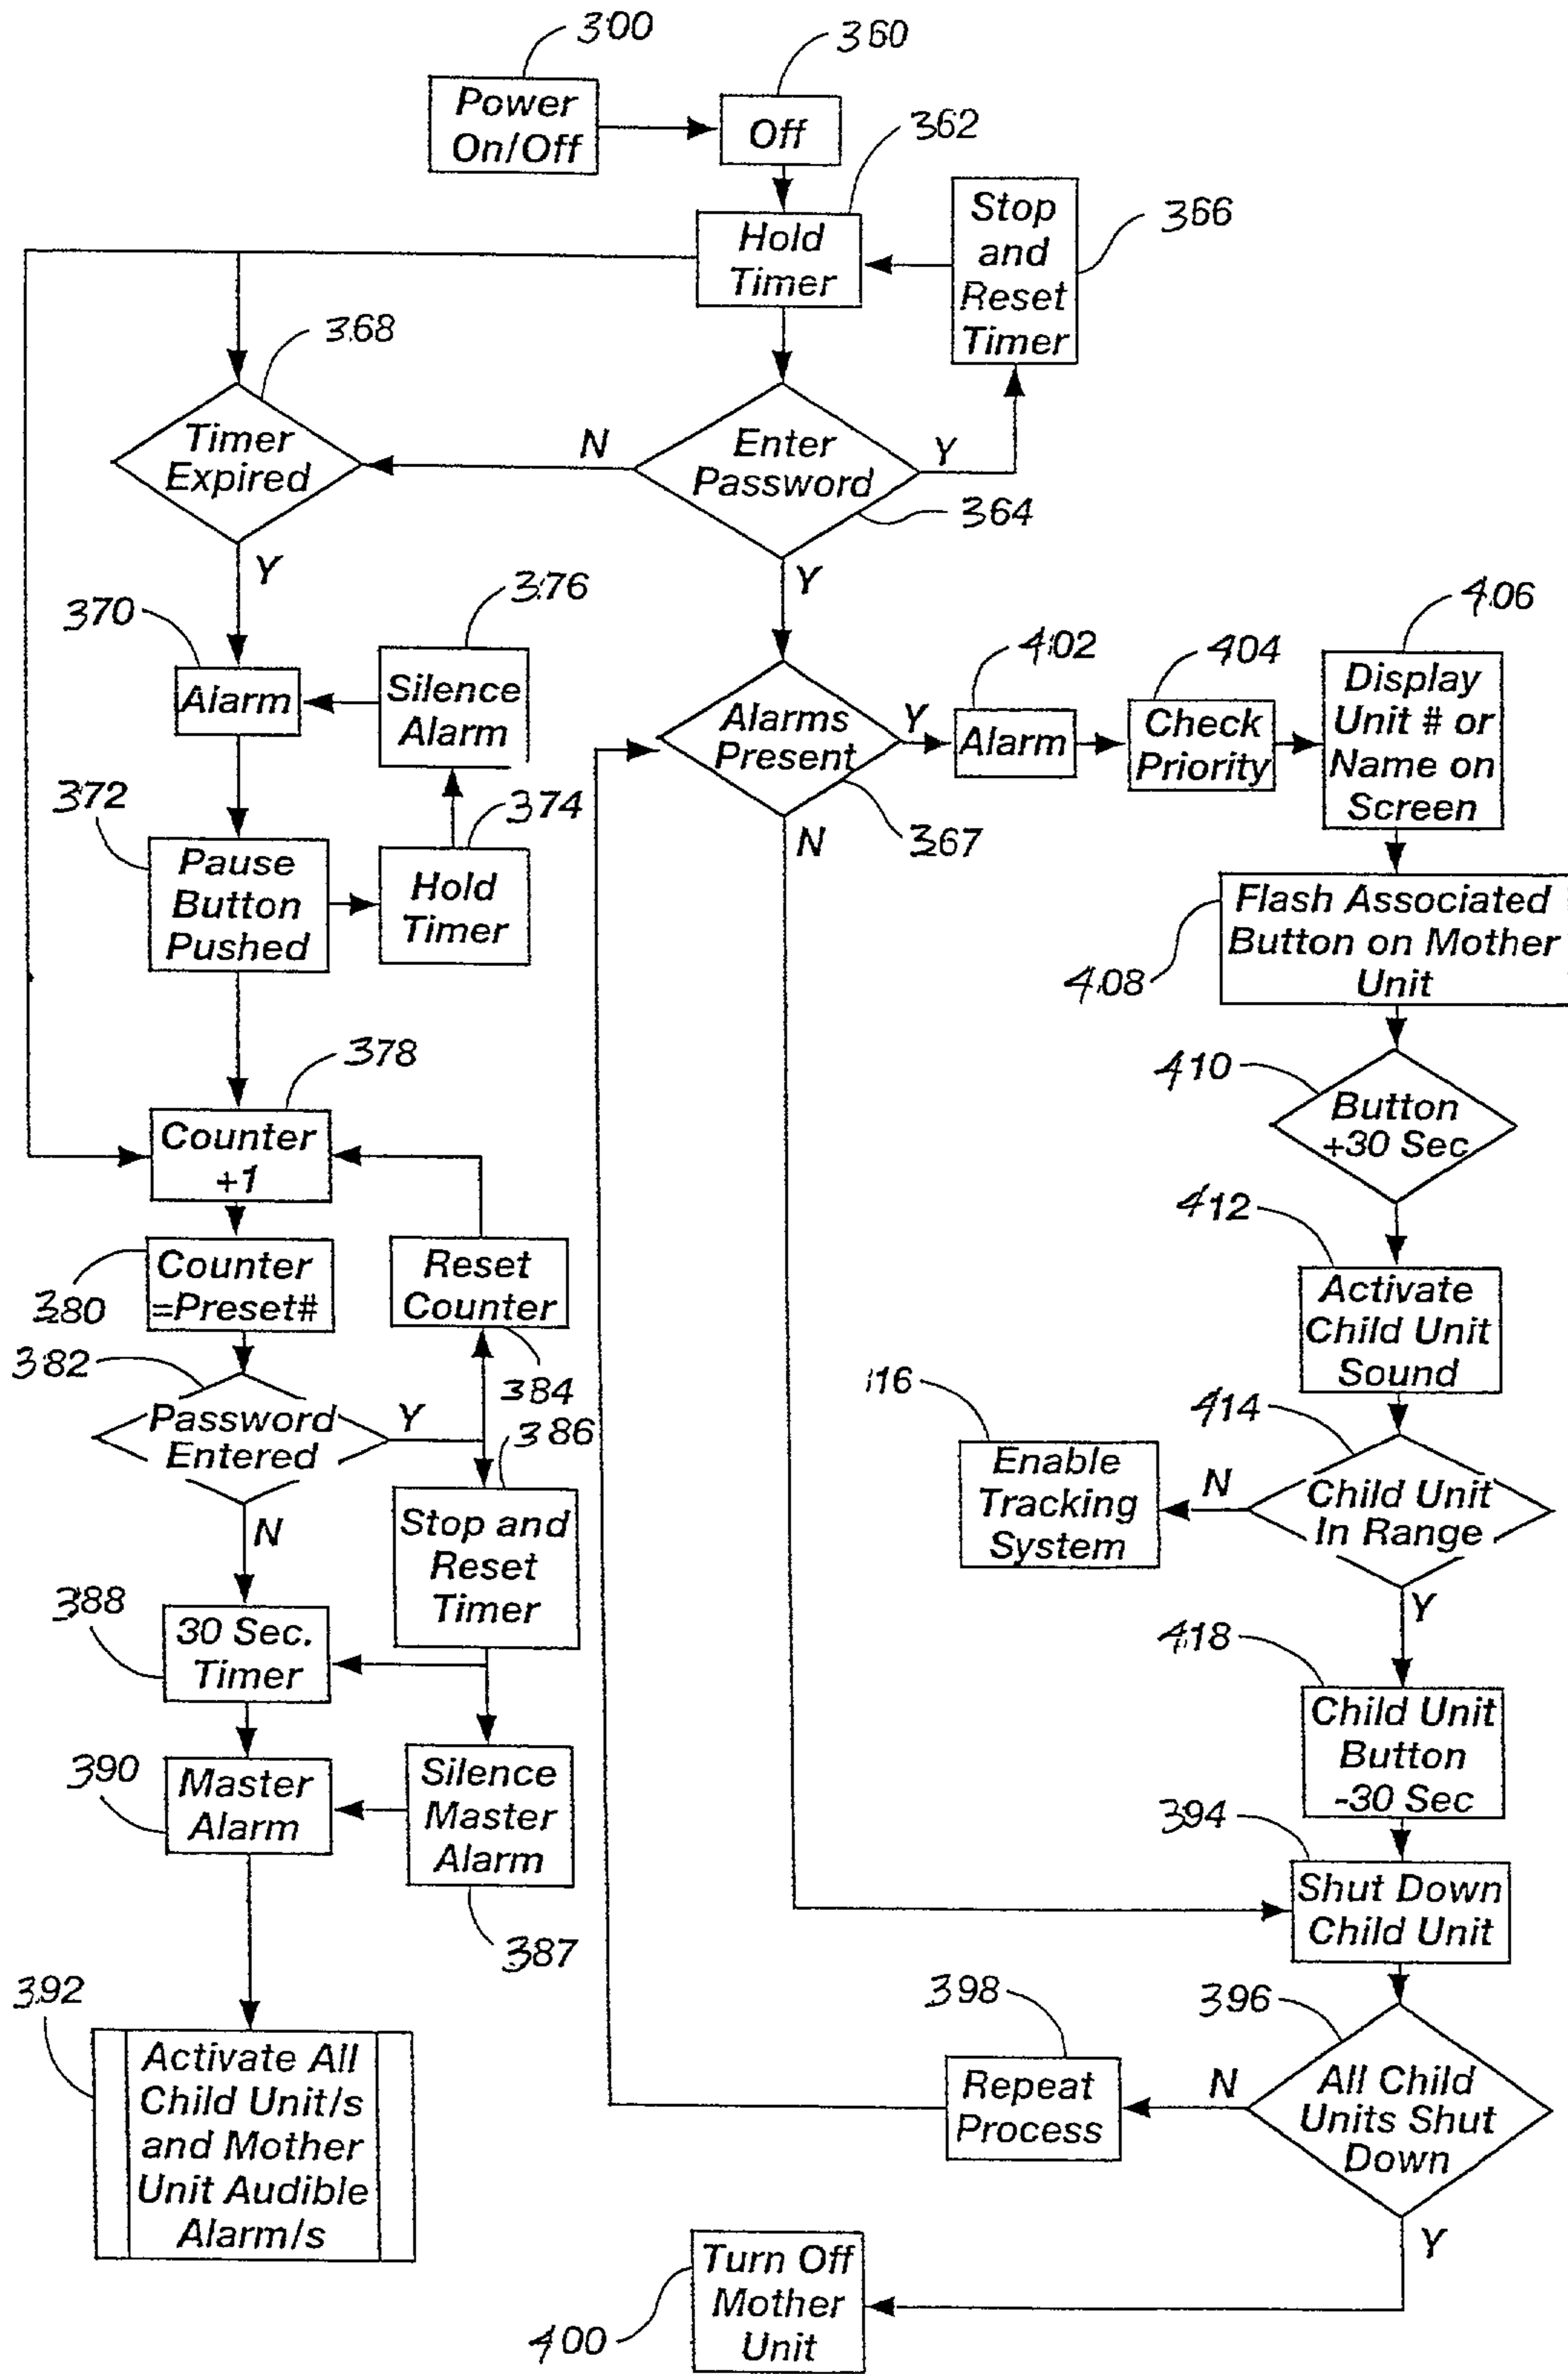 300
360
Power
On/Off
Off
362
Hold
Timer
Stop
and
Reset
Timer
366
368
Timer
Expired
N
Enter
Password
Y
364
Y
Y
370
Alarm
376
Silence
Alarm
372
Pause
Button
Pushed
374
Hold
Timer
Alarms
Present
Y
367
N
402
Alarm
404
Check
Priority
406
Display
Unit # or
Name on
Screen
Flash Associated
Button on Mother
Unit
408
410
Button
+30 Sec
378
Counter
+1
380
Counter
=Preset#
Reset
Counter
384
382
Password
Entered
Y
N
386
Stop and
Reset
Timer
388
30 Sec.
Timer
390
Master
Alarm
Silence
Master
Alarm
387
392
Activate All
Child Unit/s
and Mother
Unit Audible
Alarm/s
412
Activate
Child Unit
Sound
16
Enable
Tracking
System
414
N
Child Unit
In Range
Y
418
Child Unit
Button
-30 Sec
394
Shut Down
Child Unit
398
Repeat
Process
396
N
All Child
Units Shut
Down
Y
Turn Off
Mother
Unit
400